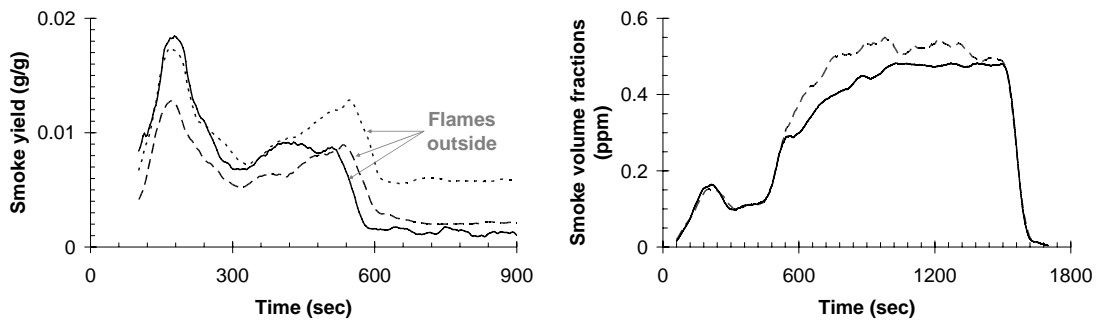 Smoke yield (g/g)
0.02
0.01
0
0
300
600
900
Time (sec)
Flames
outside
Smoke volume fractions
(ppm)
0.6
0.4
0.2
0
0
600
1200
1800
Time (sec)